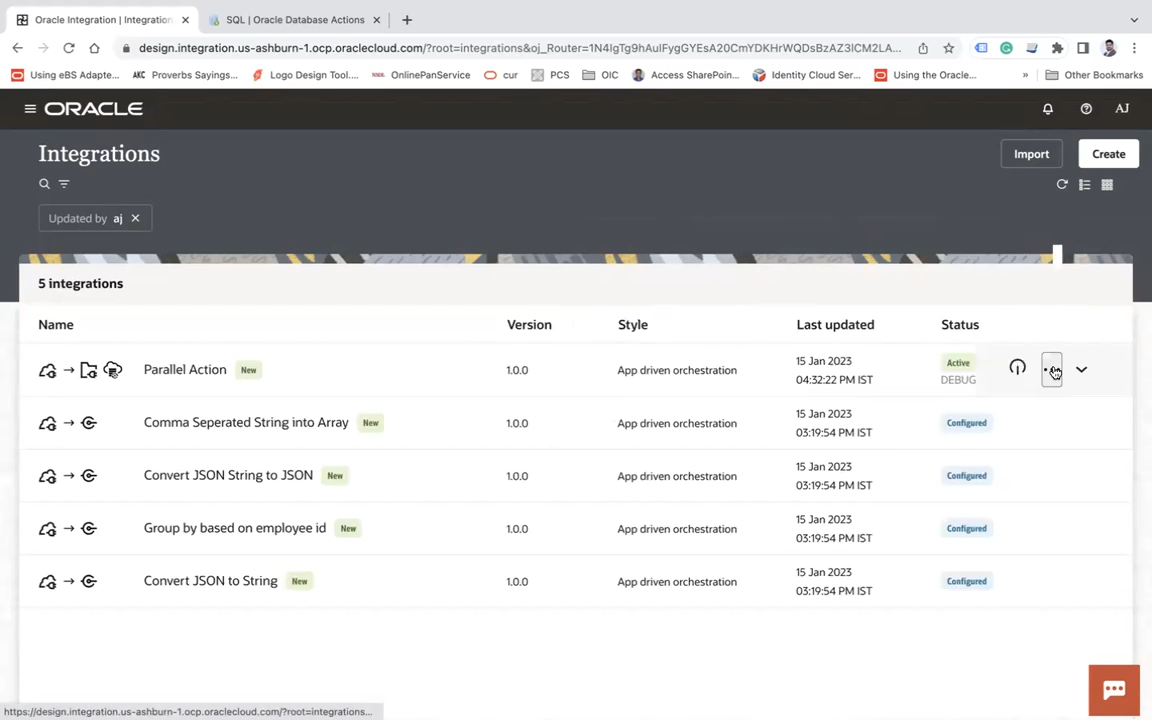 Oracle Integration | Integration
SQL | Oracle Database Actions
design.integration.us-ashburn-1.ocp.oraclecloud.com/?root=integrations&oj_Router=1N4IgTg9hAuIFygGYEsA20CmYDKHrWQDsBzAZ3ICM2LA...
Using eBS Adapte...
AKC Proverbs Sayings...
Logo Design Tool....
OnlinePanService
cur
PCS
OIC
Access SharePoin...
Identity Cloud Ser...
Using the Oracle...
»
Other Bookmarks
ORACLE
AJ
Integrations
Import
Create
Updated by aj
5 integrations
Name Version Style Last updated Status
Parallel Action New 1.0.0 App driven orchestration 15 Jan 2023 04:32:22 PM IST Active DEBUG
Comma Seperated String into Array New 1.0.0 App driven orchestration 15 Jan 2023 03:19:54 PM IST Configured
Convert JSON String to JSON New 1.0.0 App driven orchestration 15 Jan 2023 03:19:54 PM IST Configured
Group by based on employee id New 1.0.0 App driven orchestration 15 Jan 2023 03:19:54 PM IST Configured
Convert JSON to String New 1.0.0 App driven orchestration 15 Jan 2023 03:19:54 PM IST Configured
https://design.integration.us-ashburn-1.ocp.oraclecloud.com/?root=integrations...